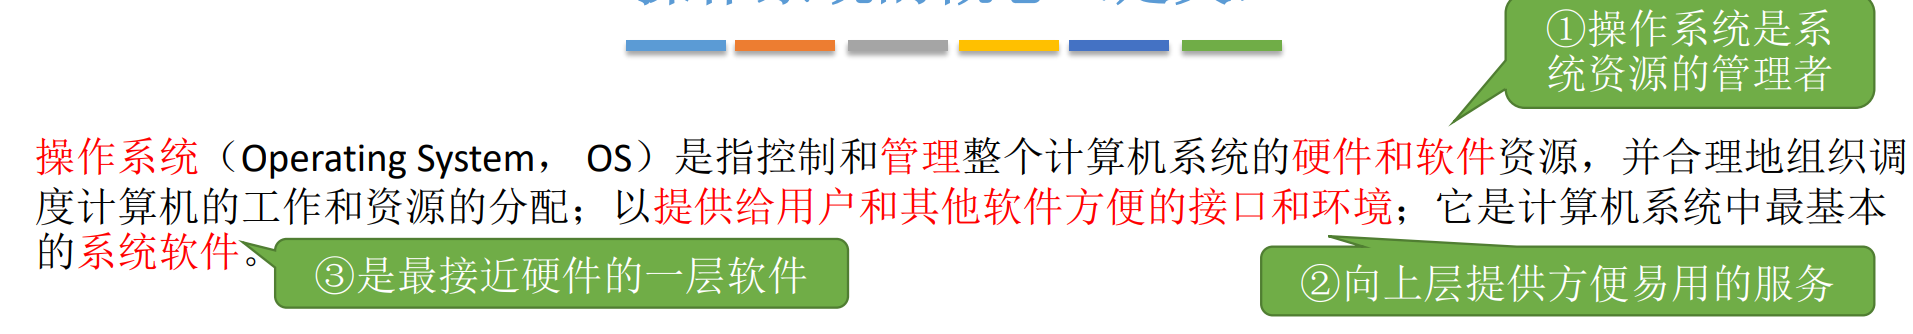 ①操作系统是系
统资源的管理者
操作系统（Operating System， OS）是指控制和管理整个计算机系统的硬件和软件资源，并合理地组织调
度计算机的工作和资源的分配；以提供给用户和其他软件方便的接口和环境；它是计算机系统中最基本
的系统软件。
③是最接近硬件的一层软件
②向上层提供方便易用的服务